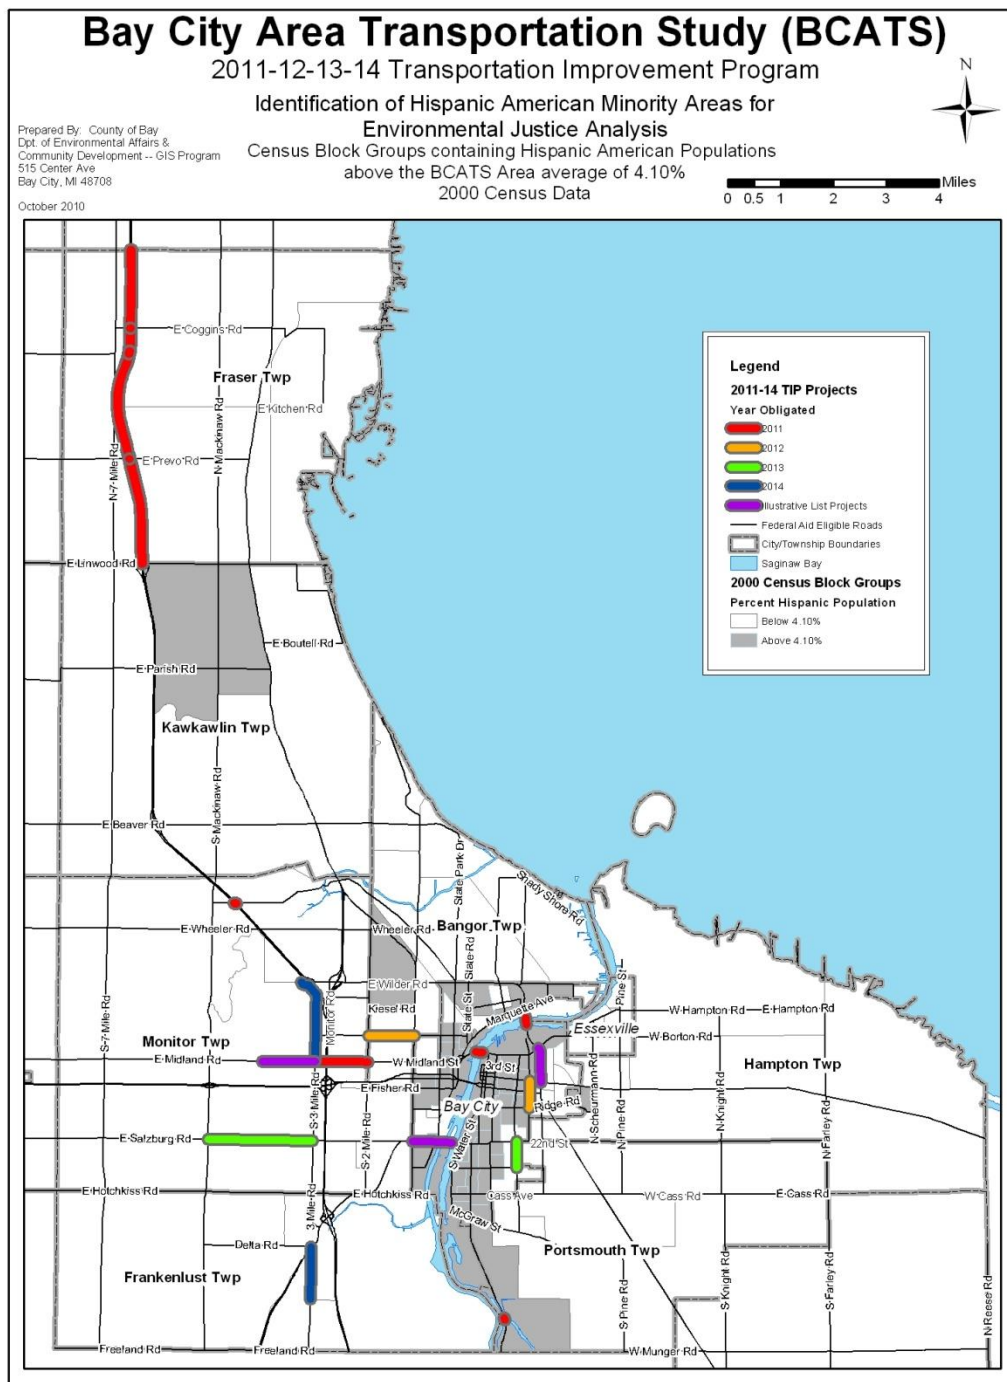 Bay City Area Transportation Study (BCATS)
2011-12-13-14 Transportation Improvement Program
Identification of Hispanic American Minority Areas for
Environmental Justice Analysis
Census Block Groups containing Hispanic American Populations
above the BCATS Area average of 4.10%
2000 Census Data
Prepared By: County of Bay
Dpt. of Environmental Affairs &
Community Development -- GIS Program
515 Center Ave
Bay City, MI 48708
October 2010
N
Miles
0 0.5 1 2 3 4
Legend
2011-14 TIP Projects
Year Obligated
2011
2012
2013
2014
Illustrative List Projects
Federal Aid Eligible Roads
City/Township Boundaries
Saginaw Bay
2000 Census Block Groups
Percent Hispanic Population
Below 4.10%
Above 4.10%
E Coggins Rd
Fraser Twp
E Kitchen Rd
N Mackinaw Rd
N 7 Mile Rd
E Prevo Rd
E Linwood Rd
E Boutell Rd
E Parish Rd
Kawkawlin Twp
S Mackinaw Rd
E Beaver Rd
State Park Dr
Shady Shore Rd
Bangor Twp
E Wheeler Rd
Wheeler Rd
State Rd
E Wilder Rd
Pine St
Kiesel Rd
State St
Marquette Ave
Monitor Rd
Essexville
W Hampton Rd
E Hampton Rd
W Borton Rd
S 7 Mile Rd
Monitor Twp
E Midland Rd
W Midland St
3rd St
Hampton Twp
E Fisher Rd
Bay City
Ridge Rd
N Scheurmann Rd
N Pine Rd
N Knight Rd
N Farley Rd
S 3 Mile Rd
S 2 Mile Rd
E Salzburg Rd
S Water St
22nd St
E Hotchkiss Rd
E Hotchkiss Rd
Cass Ave
W Cass Rd
E Cass Rd
3 Mile Rd
McGraw St
Delta Rd
Portsmouth Twp
Frankenlust Twp
S Pine Rd
S Knight Rd
S Farley Rd
N Reese Rd
Freeland Rd
Freeland Rd
W Munger Rd